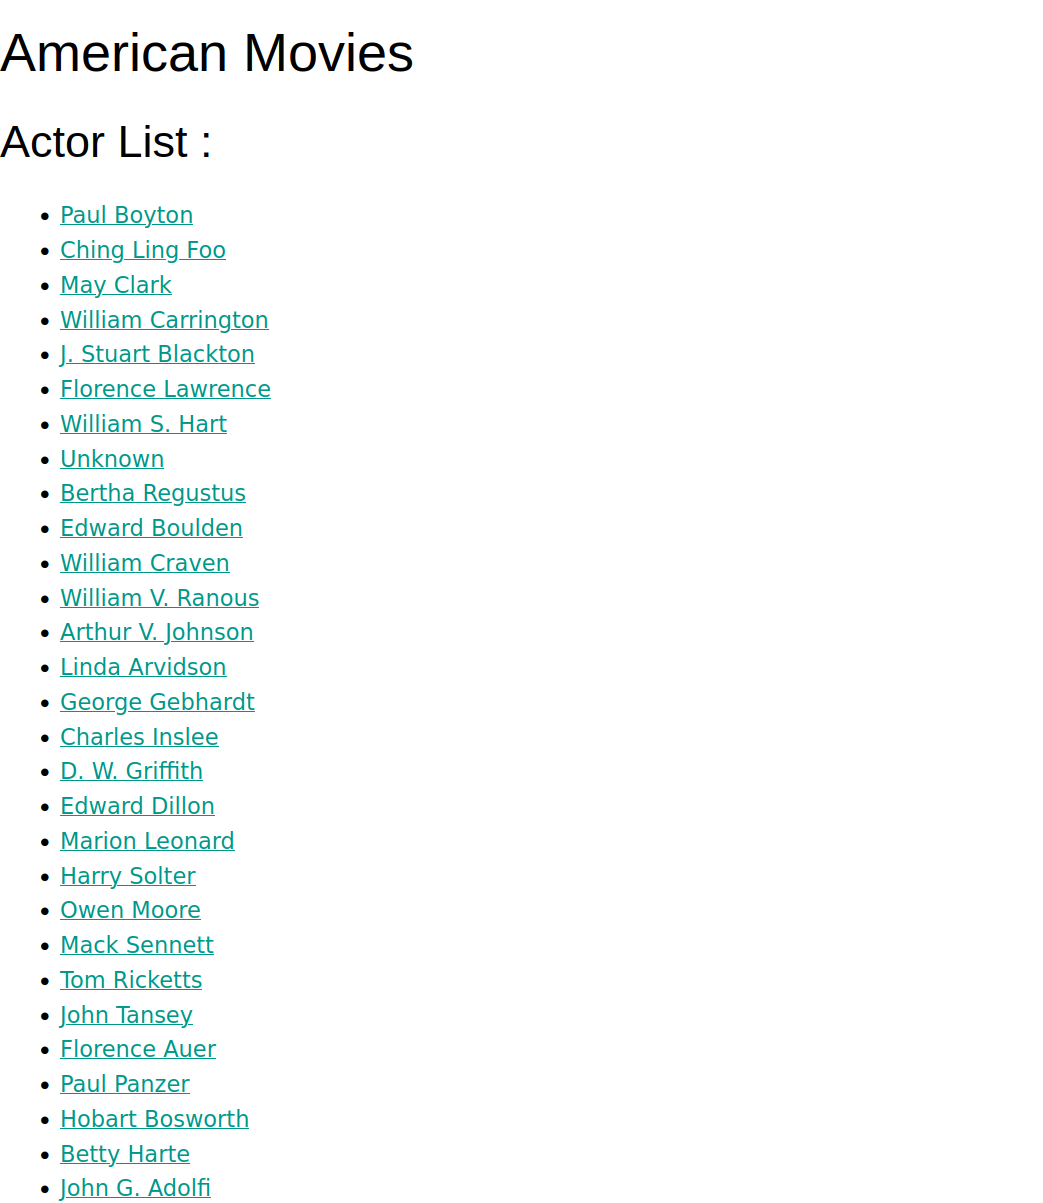 American Movies
Actor List :
Paul Boyton
Ching Ling Foo
May Clark
William Carrington
J. Stuart Blackton
Florence Lawrence
William S. Hart
Unknown
Bertha Regustus
Edward Boulden
William Craven
William V. Ranous
Arthur V. Johnson
Linda Arvidson
George Gebhardt
Charles Inslee
D. W. Griffith
Edward Dillon
Marion Leonard
Harry Solter
Owen Moore
Mack Sennett
Tom Ricketts
John Tansey
Florence Auer
Paul Panzer
Hobart Bosworth
Betty Harte
John G. Adolfi